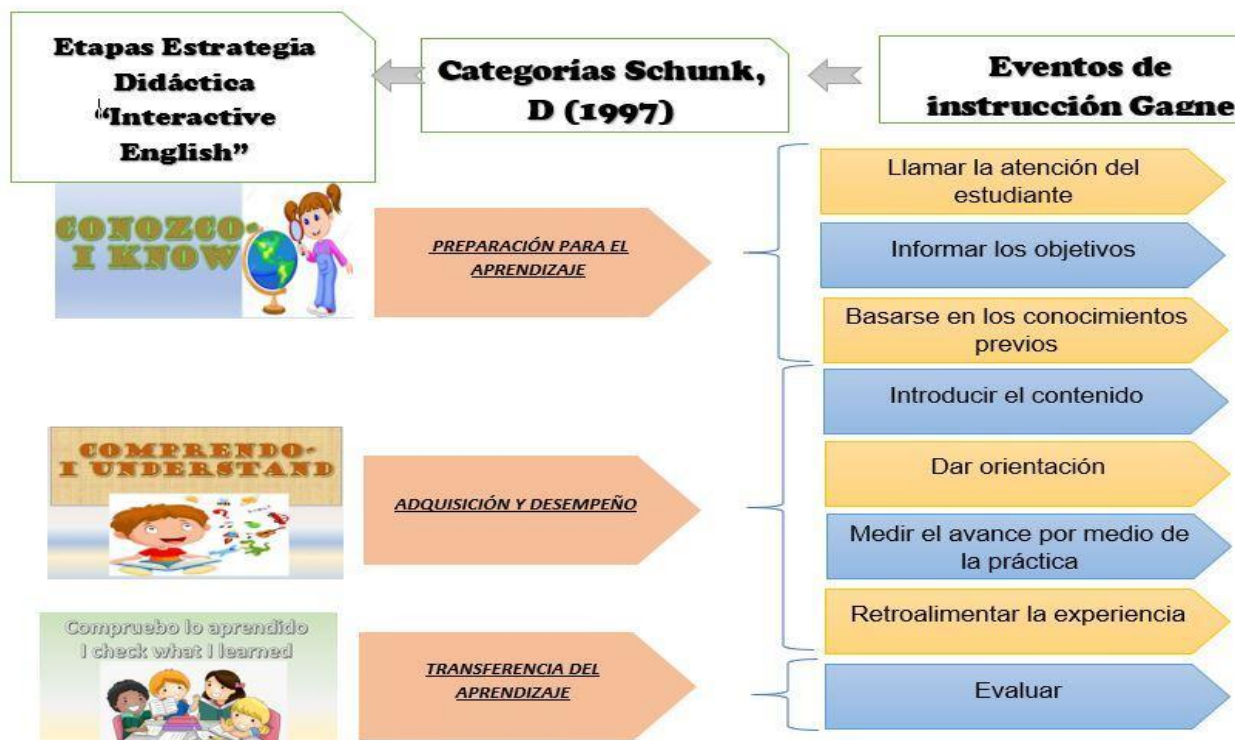 Etapas Estrategia
Didáctica
“Interactive
English”
Categorías Schunk,
D (1997)
Eventos de
instrucción Gagne
CONOZCO-
I KNOW
PREPARACIÓN PARA EL
APRENDIZAJE
Llamar la atención del
estudiante
Informar los objetivos
Basarse en los conocimientos
previos
COMPRENDO-
I UNDERSTAND
ADQUISICIÓN Y DESEMPEÑO
Introducir el contenido
Dar orientación
Medir el avance por medio de
la práctica
Retroalimentar la experiencia
Compruebo lo aprendido
I check what I learned
TRANSFERENCIA DEL
APRENDIZAJE
Evaluar